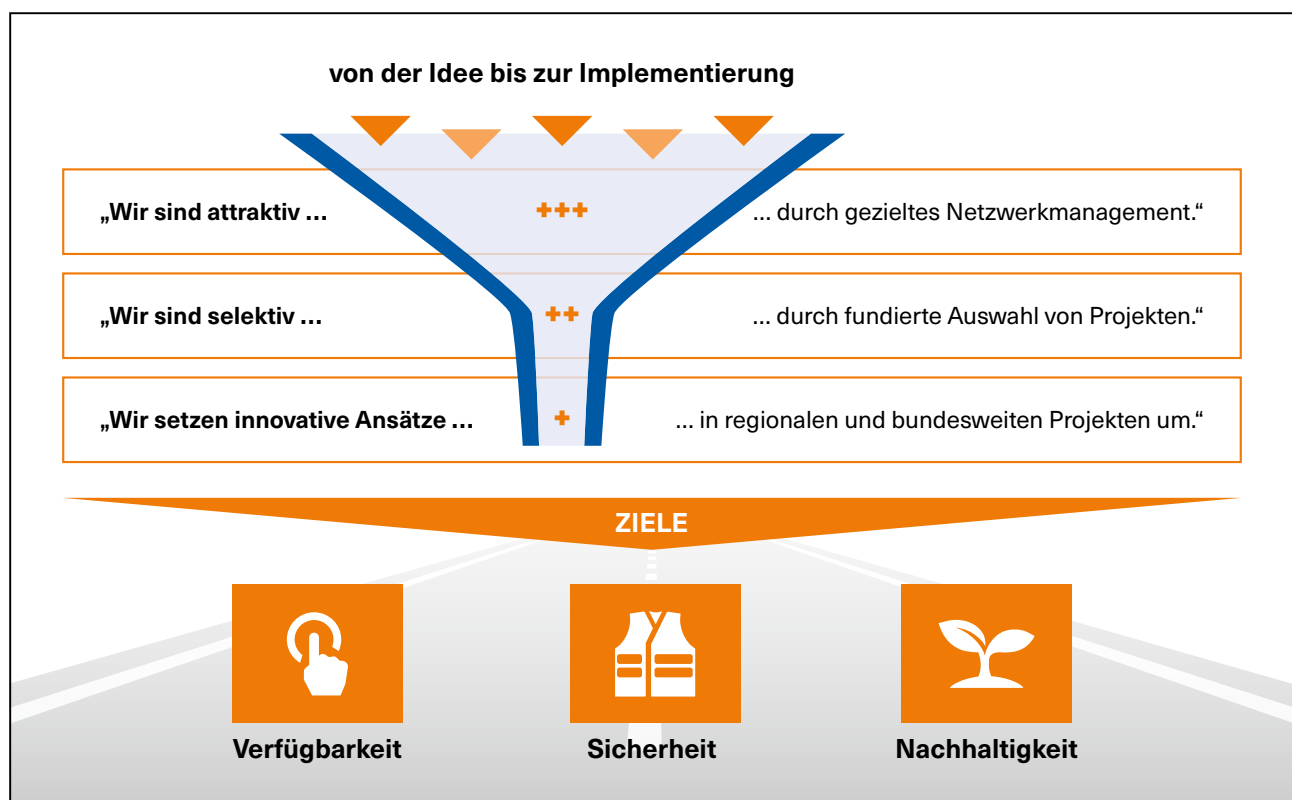 von der Idee bis zur Implementierung
„Wir sind attraktiv ... +++ ... durch gezieltes Netzwerkmanagement.“
„Wir sind selektiv ... ++ ... durch fundierte Auswahl von Projekten.“
„Wir setzen innovative Ansätze ... + ... in regionalen und bundesweiten Projekten um.“
ZIELE
Verfügbarkeit Sicherheit Nachhaltigkeit